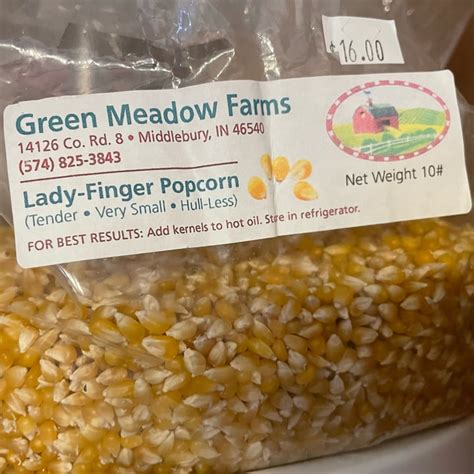 $16.00
Green Meadow Farms
14126 Co. Rd. 8 • Middlebury, IN 46540
(574) 825-3843
Lady-Finger Popcorn
(Tender • Very Small • Hull-Less)
Net Weight 10#
FOR BEST RESULTS: Add kernels to hot oil. Stre in refrigerator.